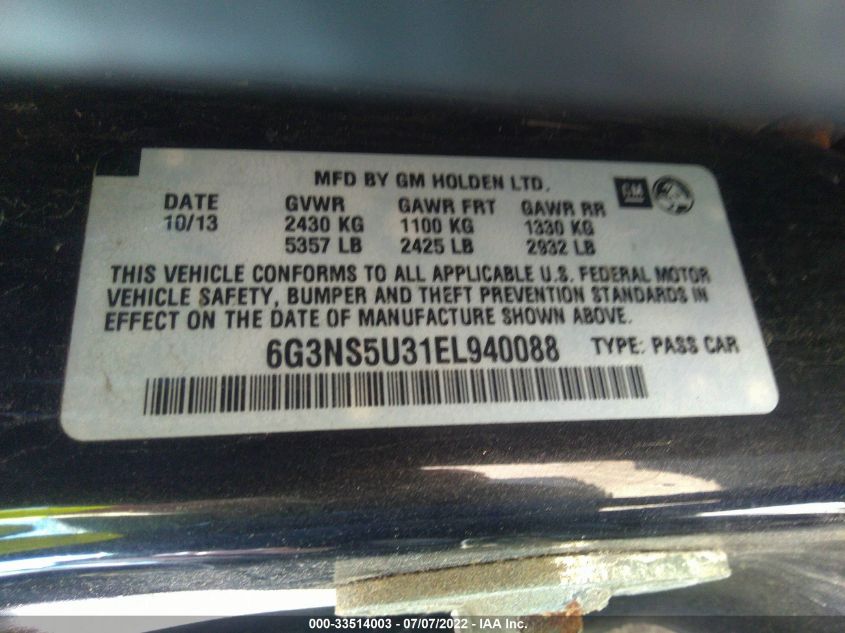 MFD BY GM HOLDEN LTD.
GM
DATE GVWR GAWR FRT GAWR RR
10/13 2430 KG 1100 KG 1330 KG
5357 LB 2425 LB 2932 LB
THIS VEHICLE CONFORMS TO ALL APPLICABLE U.S. FEDERAL MOTOR
VEHICLE SAFETY, BUMPER AND THEFT PREVENTION STANDARDS IN
EFFECT ON THE DATE OF MANUFACTURE SHOWN ABOVE.
6G3NS5U31EL940088 TYPE: PASS CAR
000-33514003 - 07/07/2022 - IAA Inc.